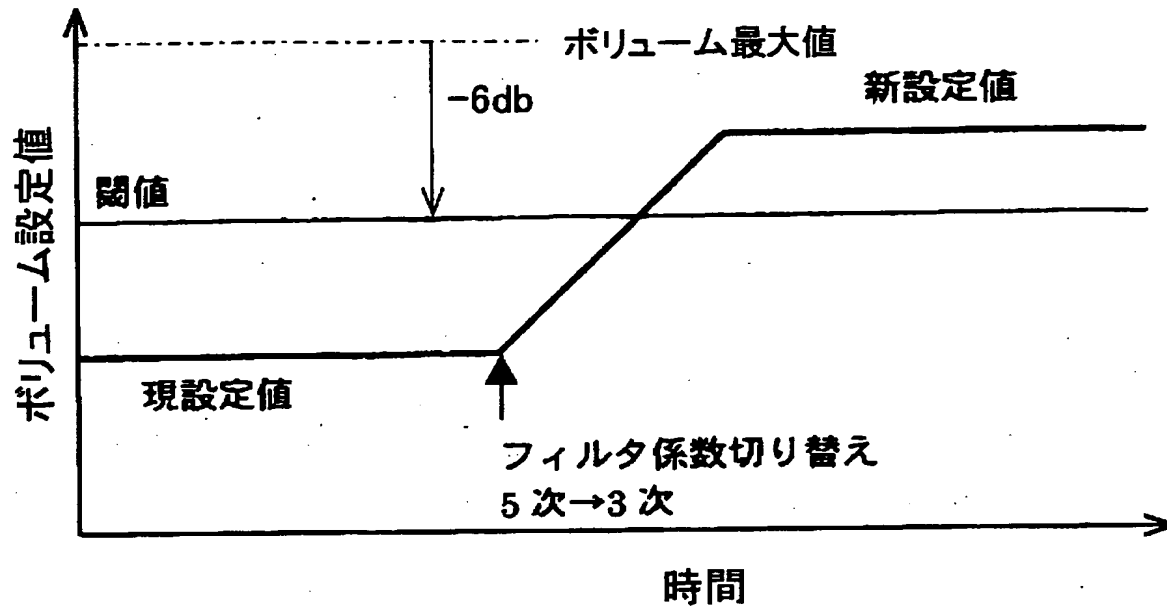 ボリューム最大値
-6db
新設定値
閾値
ボリューム設定値
現設定値
フィルタ係数切り替え
5次→3次
時間